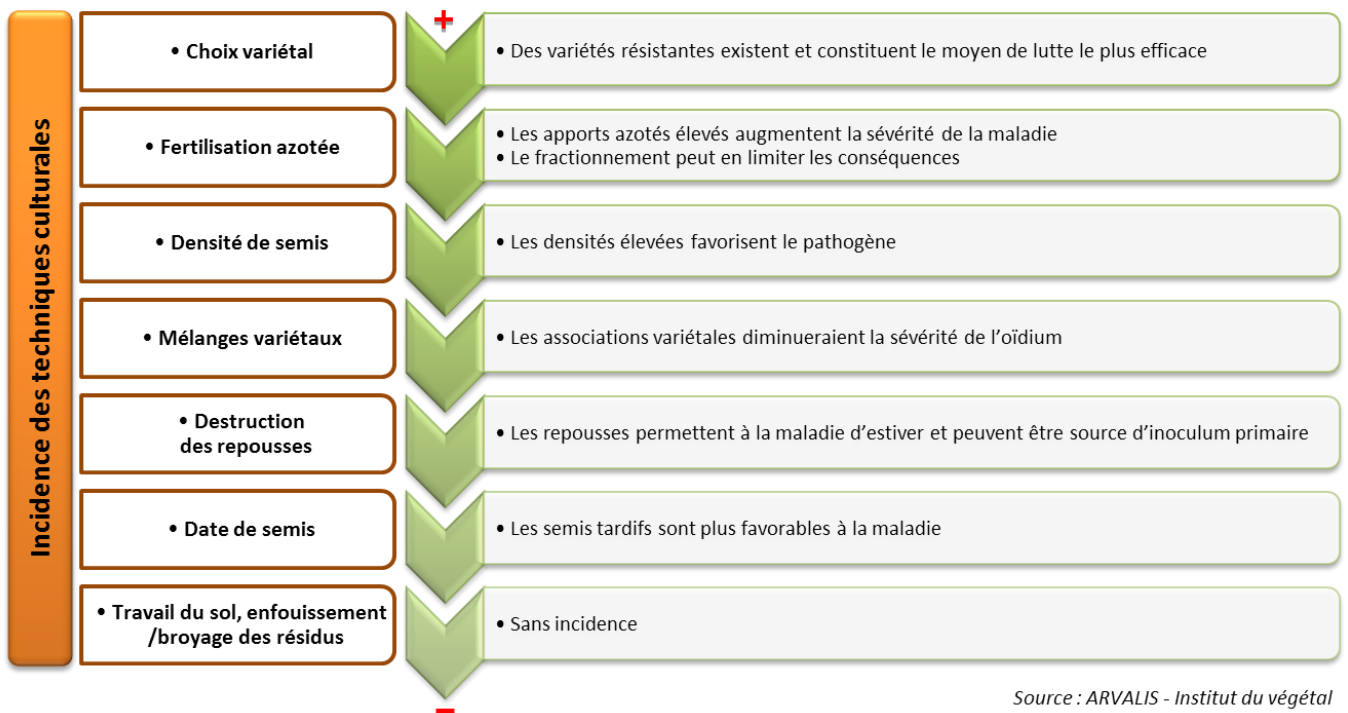 Incidence des techniques culturales
+
• Choix variétal
• Des variétés résistantes existent et constituent le moyen de lutte le plus efficace
• Fertilisation azotée
• Les apports azotés élevés augmentent la sévérité de la maladie
• Le fractionnement peut en limiter les conséquences
• Densité de semis
• Les densités élevées favorisent le pathogène
• Mélanges variétaux
• Les associations variétales diminueraient la sévérité de l’oïdium
• Destruction
des repousses
• Les repousses permettent à la maladie d’estiver et peuvent être source d’inoculum primaire
• Date de semis
• Les semis tardifs sont plus favorables à la maladie
• Travail du sol, enfouissement
/broyage des résidus
• Sans incidence
–
Source : ARVALIS - Institut du végétal